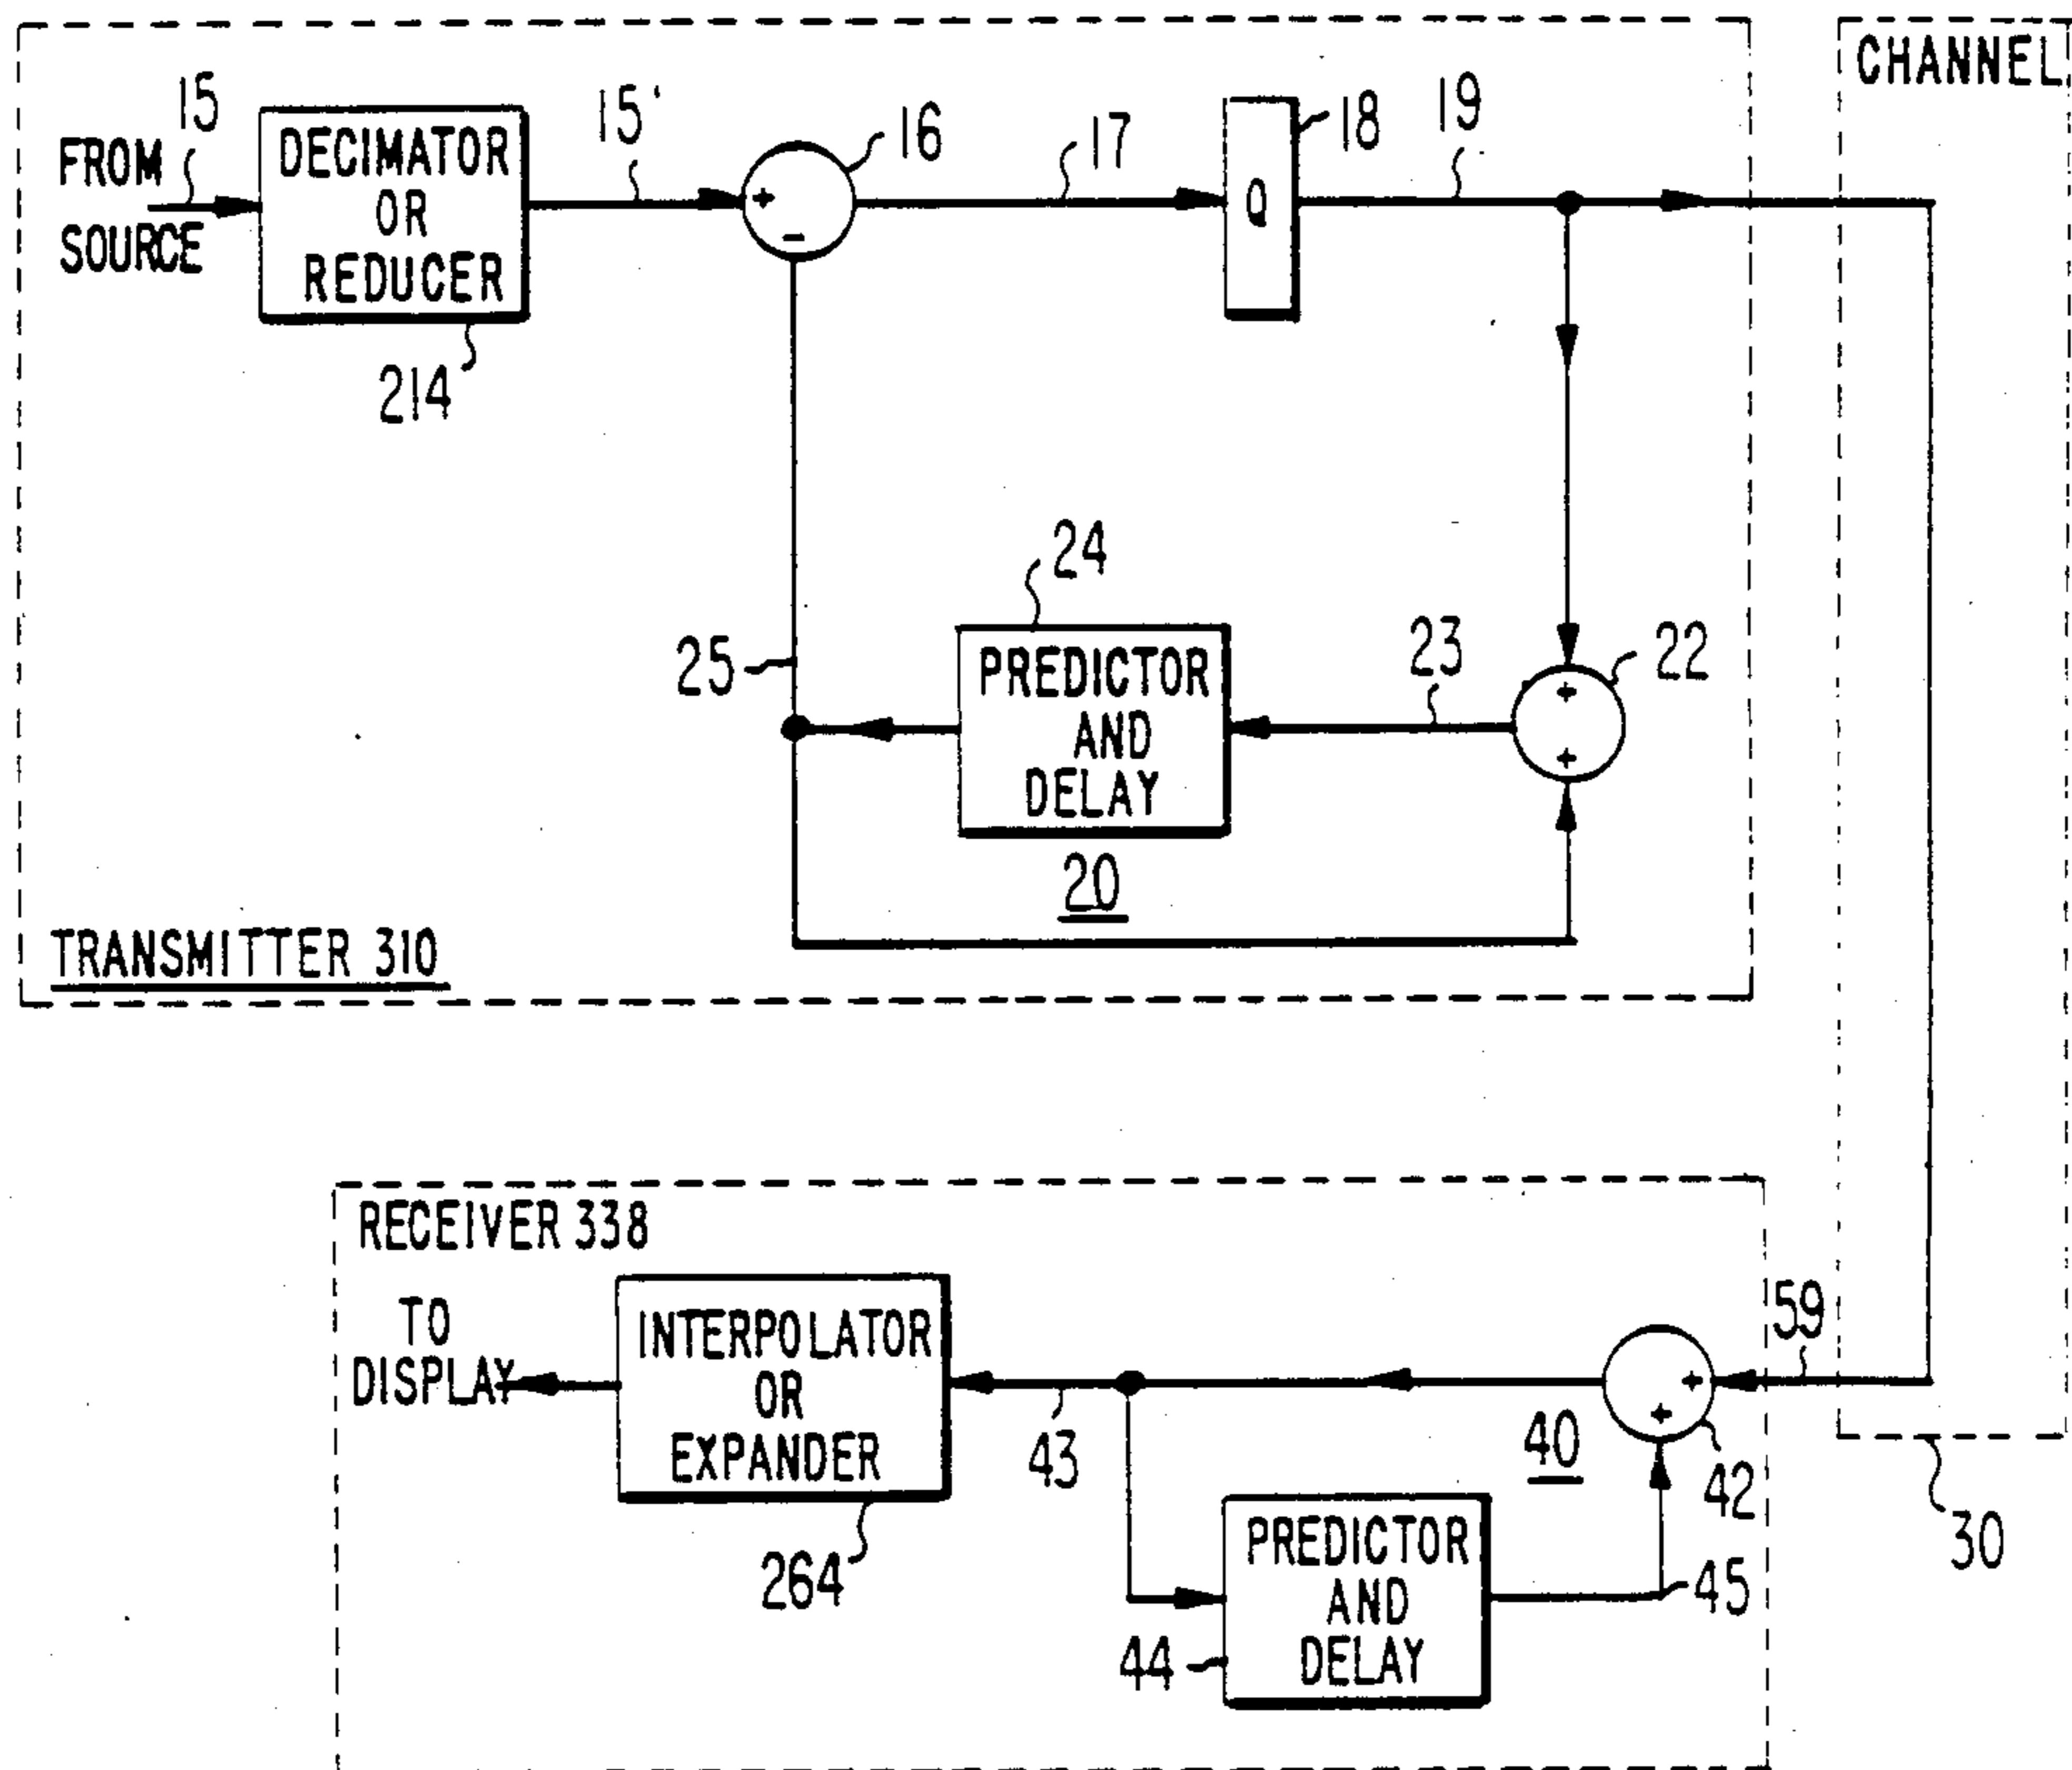 CHANNEL
15
FROM
SOURCE
DECIMATOR
OR
REDUCER
214
15'
+
-
16
17
18
Q
19
24
PREDICTOR
AND
DELAY
20
25
23
22
+
+
TRANSMITTER 310
RECEIVER 338
TO
DISPLAY
INTERPOLATOR
OR
EXPANDER
264
43
40
+
+
59
42
30
45
PREDICTOR
AND
DELAY
44